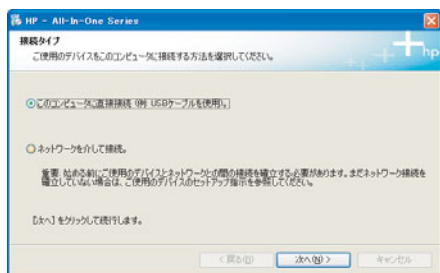 HP - All-In-One Series
接続タイプ
ご使用のデバイスをこのコンピュータに接続する方法を選択してください。
hp
このコンピュータに直接接続（例 USBケーブルを使用)。
ネットワークを介して接続。
重要 始める前にご使用のデバイスとネットワークとの間の接続を確立する必要があります。まだネットワーク接続を
確立していない場合は、ご使用のデバイスのセットアップ指示を参照してください。
[次へ] をクリックして続行します。
< 戻る(B)
次へ(N) >
キャンセル